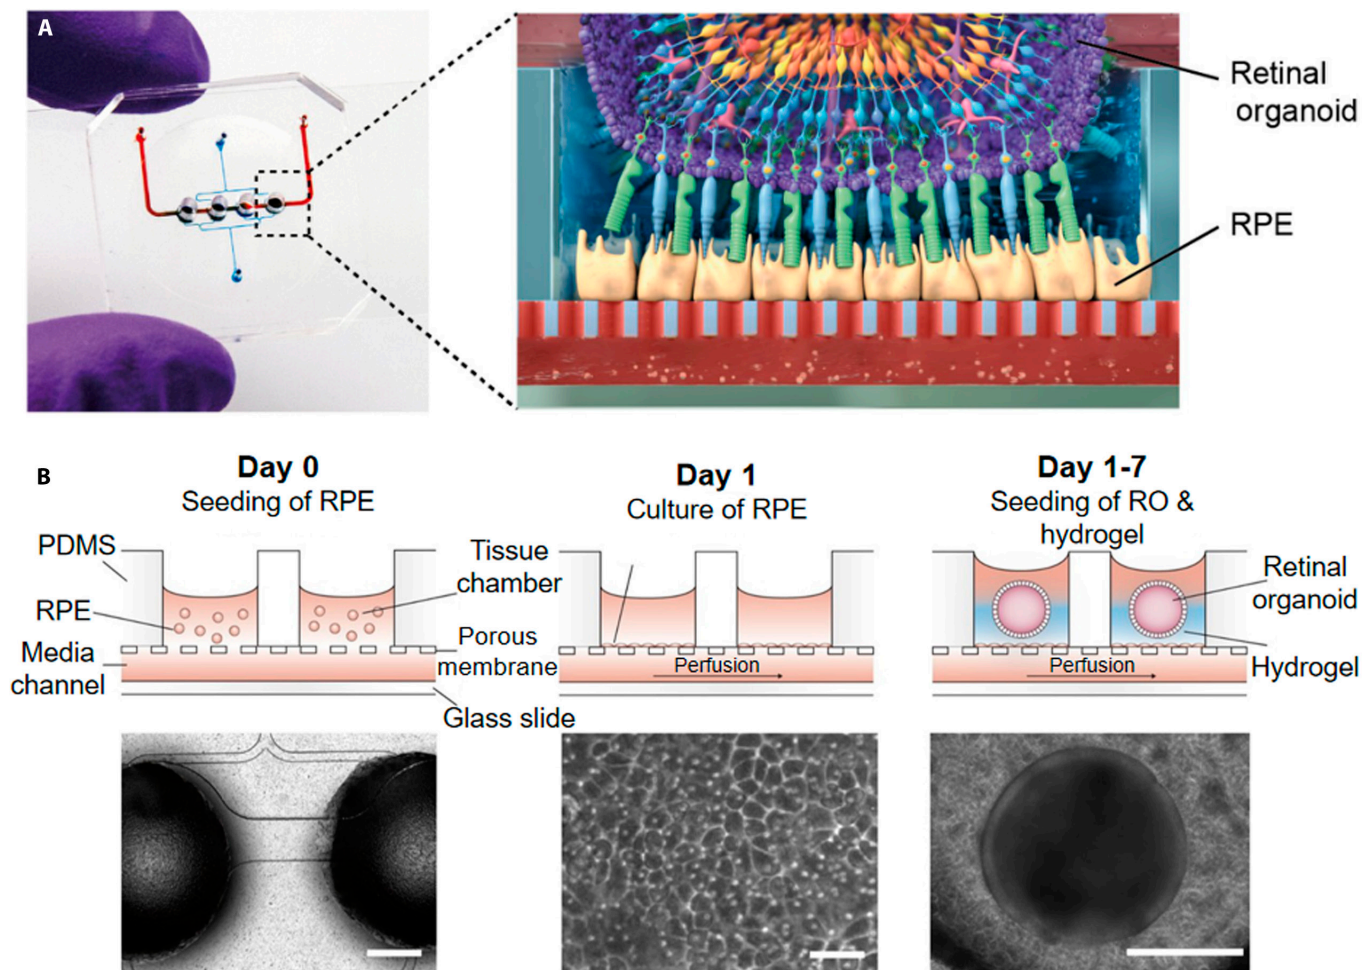 A
Retinal
organoid
RPE
B
Day 0
Seeding of RPE
Day 1
Culture of RPE
Day 1-7
Seeding of RO &
hydrogel
PDMS
RPE
Media
channel
Tissue
chamber
Porous
membrane
Glass slide
Perfusion
Perfusion
Retinal
organoid
Hydrogel